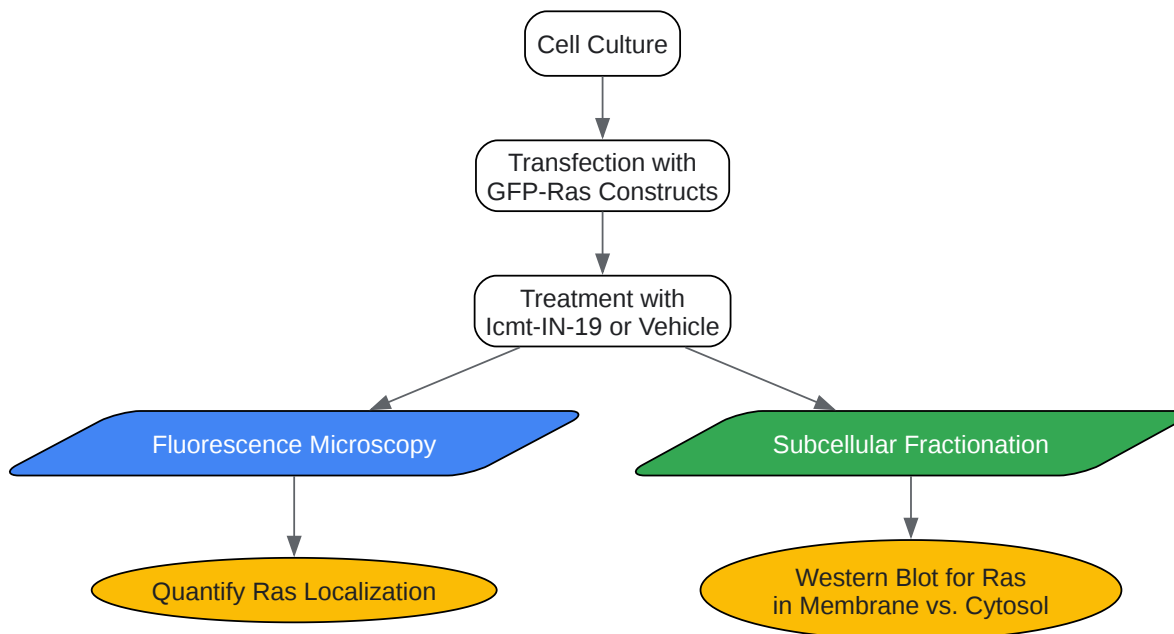 Cell Culture
Transfection with
GFP-Ras Constructs
Treatment with
Icmt-IN-19 or Vehicle
Fluorescence Microscopy
Subcellular Fractionation
Quantify Ras Localization
Western Blot for Ras
in Membrane vs. Cytosol